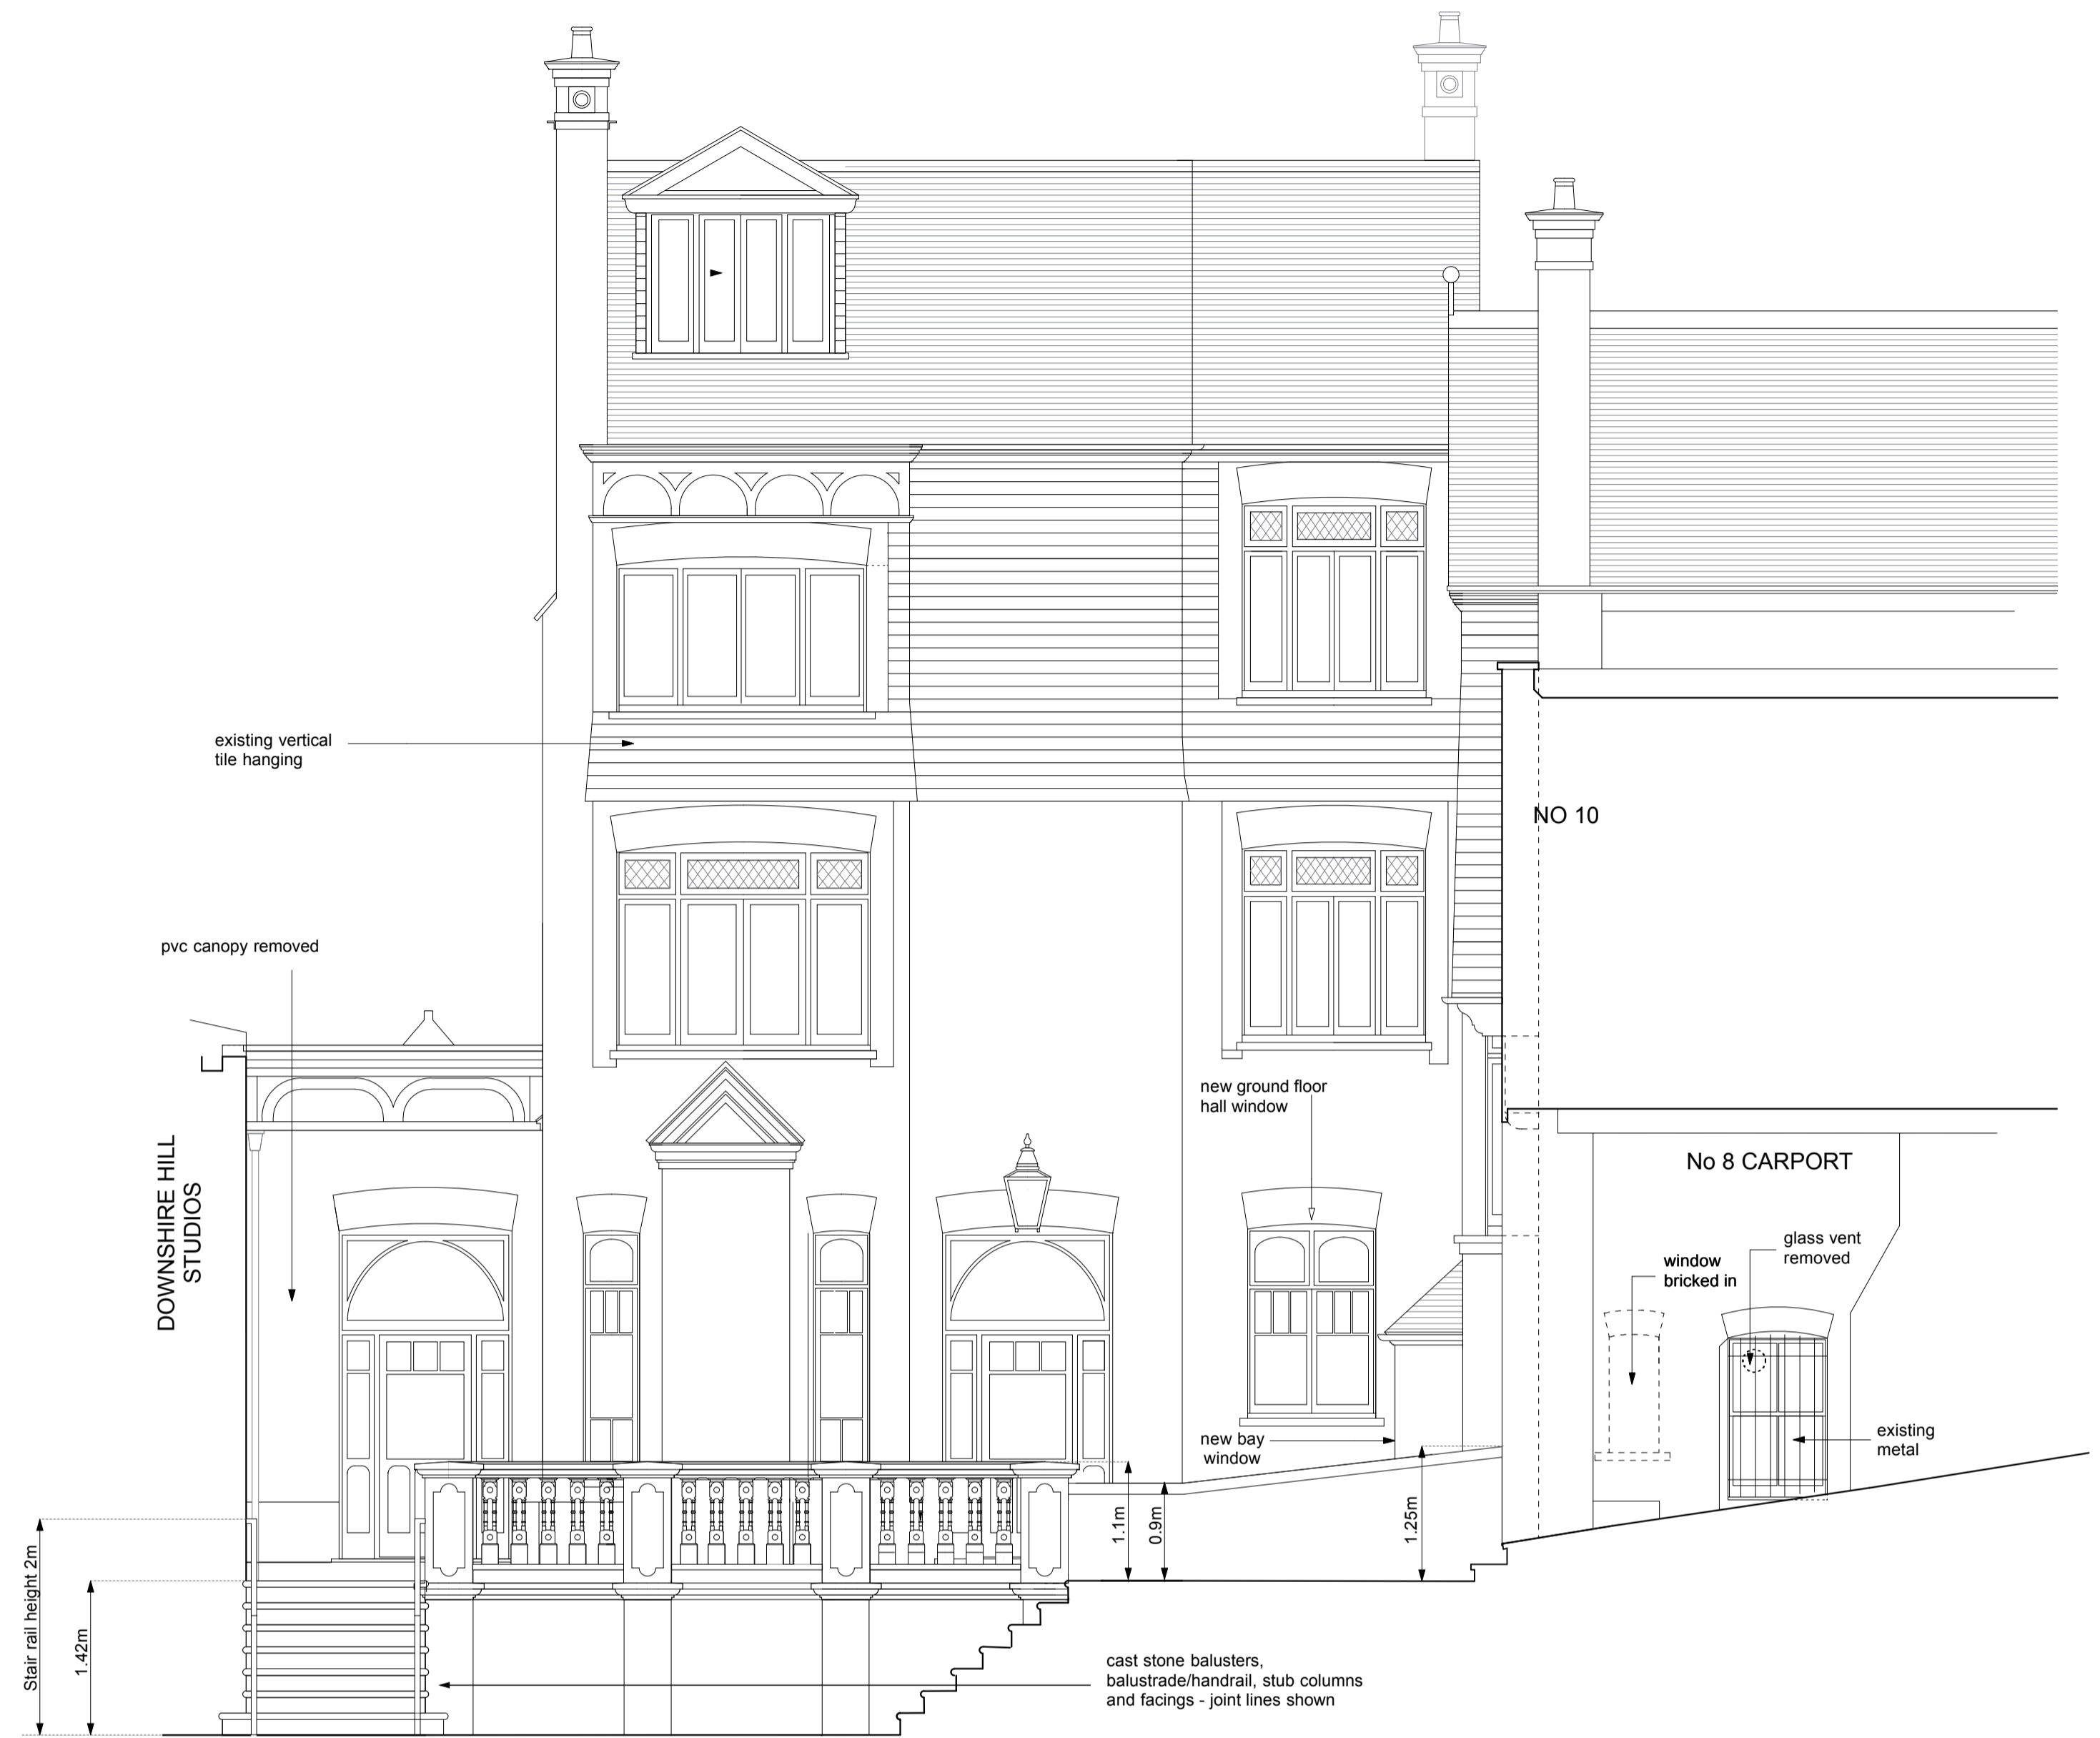 existing vertical
tile hanging
NO 10
pvc canopy removed
DOWNSHIRE HILL
STUDIOS
new ground floor
hall window
No 8 CARPORT
glass vent
removed
window
bricked in
existing
metal
new bay
window
1.1m
0.9m
1.25m
Stair rail height 2m
1.42m
cast stone balusters,
balustrade/handrail, stub columns
and facings - joint lines shown